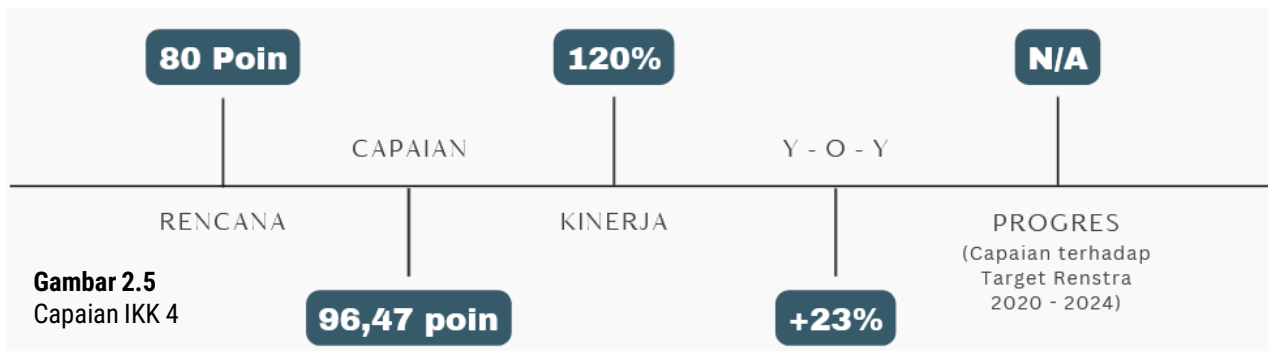 80 Poin
120%
N/A
CAPAIAN
Y - O - Y
RENCANA
KINERJA
PROGRES
(Capaian terhadap
Target Renstra
2020 - 2024)
Gambar 2.5
Capaian IKK 4
96,47 poin
+23%